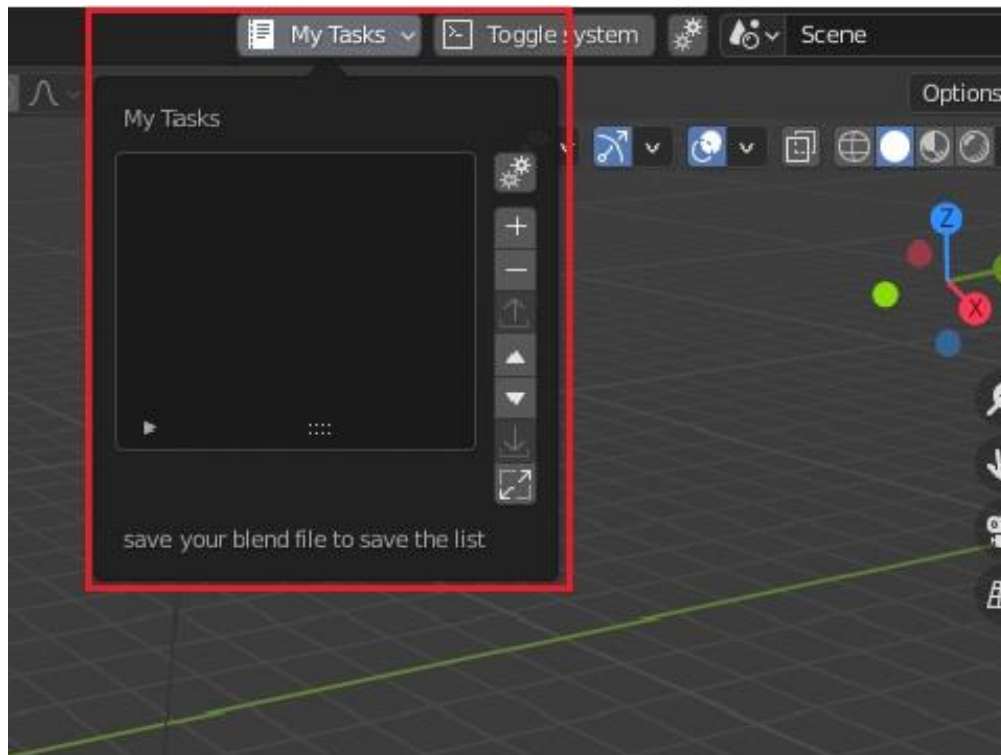 My Tasks
Toggle system
Scene
Options
My Tasks
Z
X
save your blend file to save the list